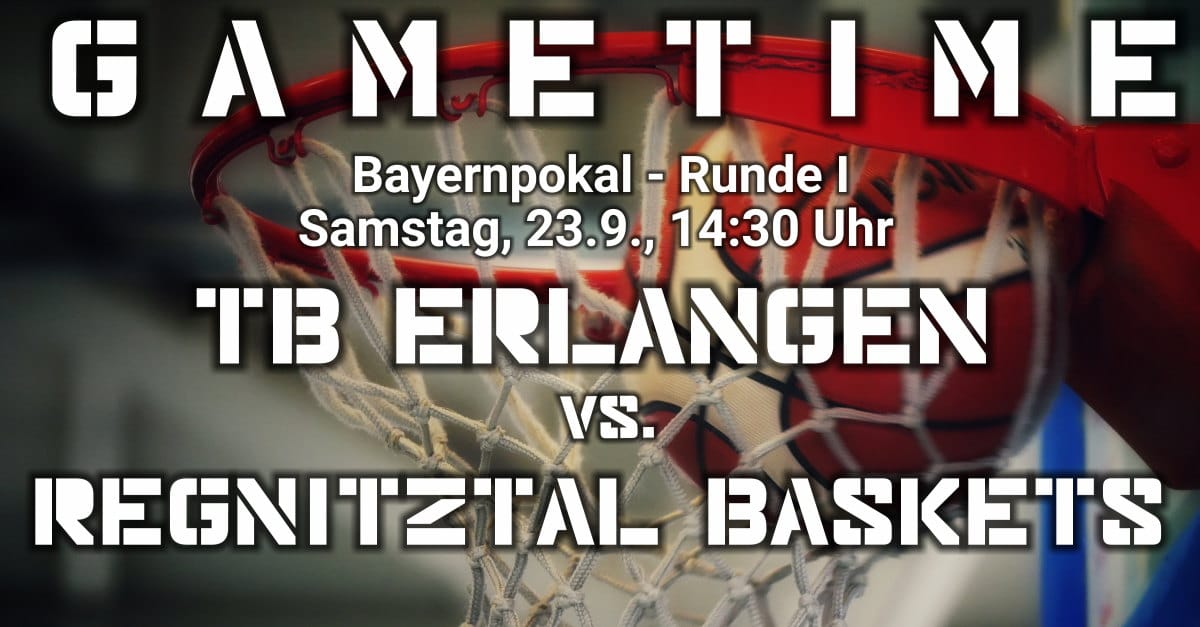 GAMETIME
Bayernpokal - Runde I
Samstag, 23.9., 14:30 Uhr
TB ERLANGEN
VS.
REGNITZTAL BASKETS